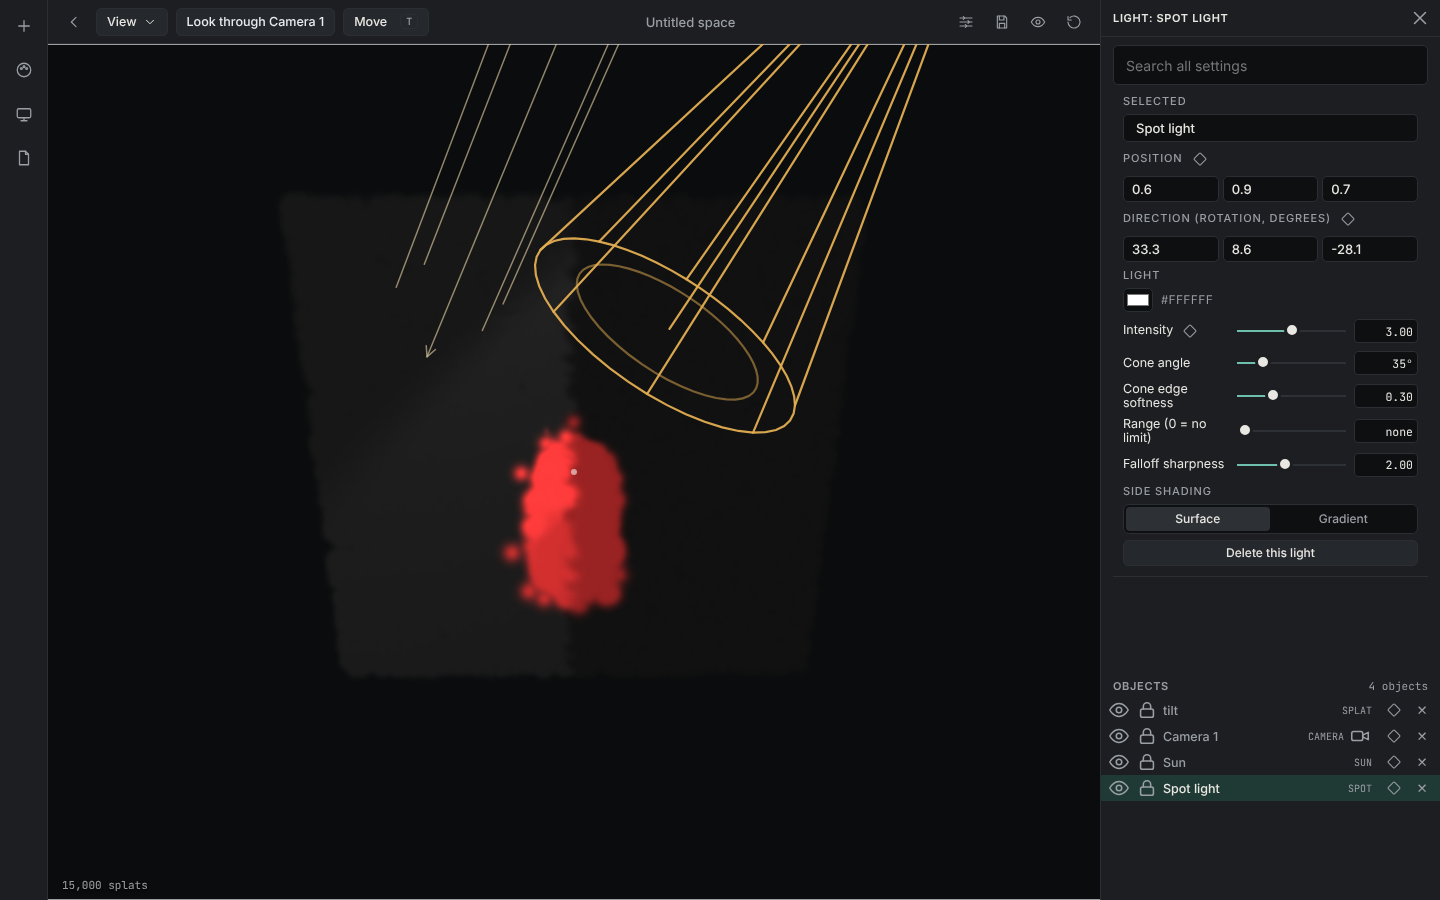 View
Look through Camera 1
Move T
Untitled space
LIGHT: SPOT LIGHT
Search all settings
SELECTED
Spot light
POSITION
0.6 0.9 0.7
DIRECTION (ROTATION, DEGREES)
33.3 8.6 -28.1
LIGHT
#FFFFFF
Intensity 3.00
Cone angle 35°
Cone edge
softness 0.30
Range (0 = no
limit) none
Falloff sharpness 2.00
SIDE SHADING
Surface Gradient
Delete this light
OBJECTS 4 objects
tilt SPLAT
Camera 1 CAMERA
Sun SUN
Spot light SPOT
15,000 splats